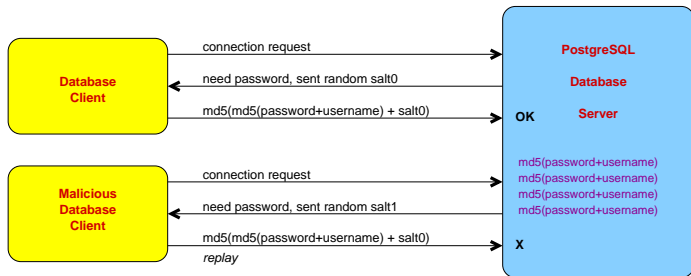 connection request
PostgreSQL
Database
Client
need password, sent random salt0
Database
md5(md5(password+username) + salt0)
OK
Server
md5(password+username)
md5(password+username)
md5(password+username)
md5(password+username)
Malicious
Database
Client
connection request
need password, sent random salt1
md5(md5(password+username) + salt0)
X
replay